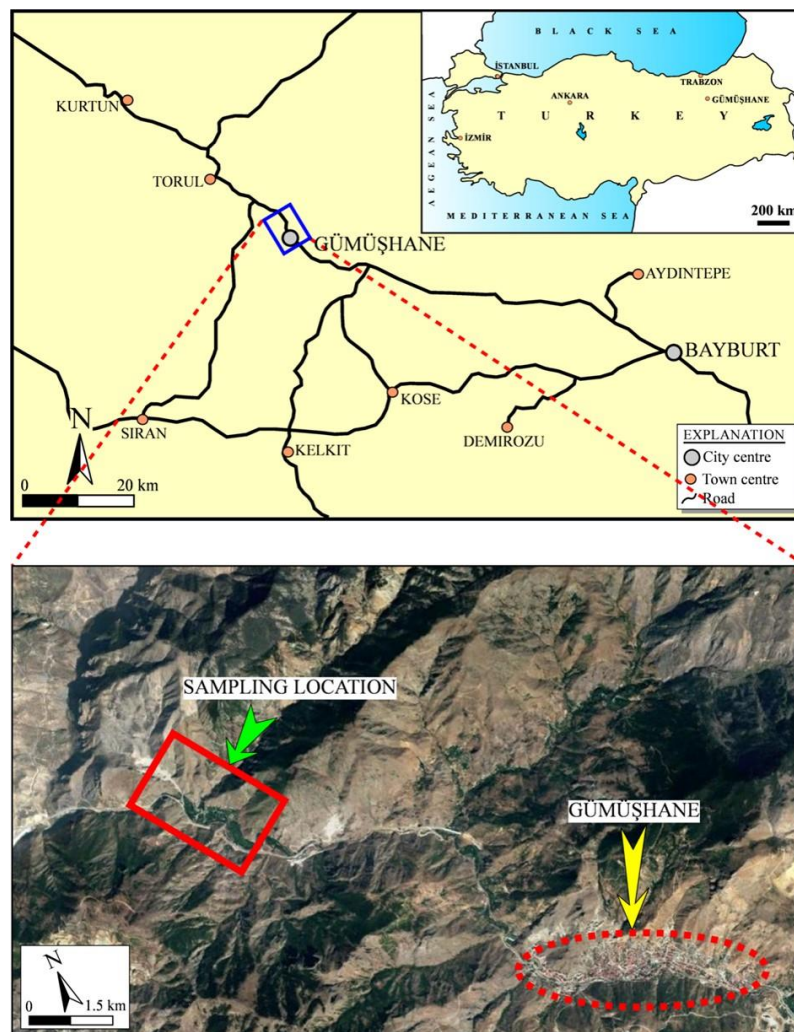 BLACK SEA
İSTANBUL
TRABZON
ANKARA
GÜMÜŞHANE
TURKEY
İZMİR
AEGEAN SEA
MEDITERRANEAN SEA
200 km
KURTUN
TORUL
GÜMÜŞHANE
AYDINTEPE
BAYBURT
KOSE
SIRAN
KELKIT
DEMIROZU
N
0 20 km
EXPLANATION
City centre
Town centre
Road
SAMPLING LOCATION
GÜMÜŞHANE
N
0 1.5 km